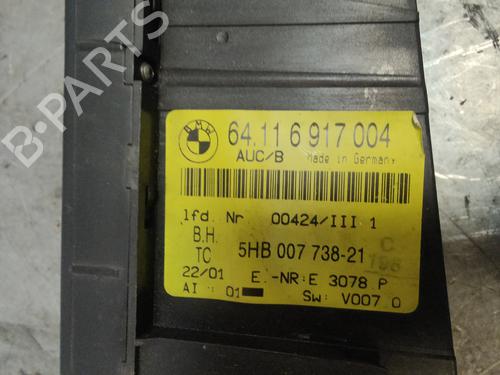 B-PARTS
BMW
64.11 6 917 004
AUC/B Made in Germany
lfd. Nr 00424/III 1
B.H.
TC 5HB 007 738-21 C
195
22/01 E.-NR:E 3078 P
AI : 01 Sw: V007.0